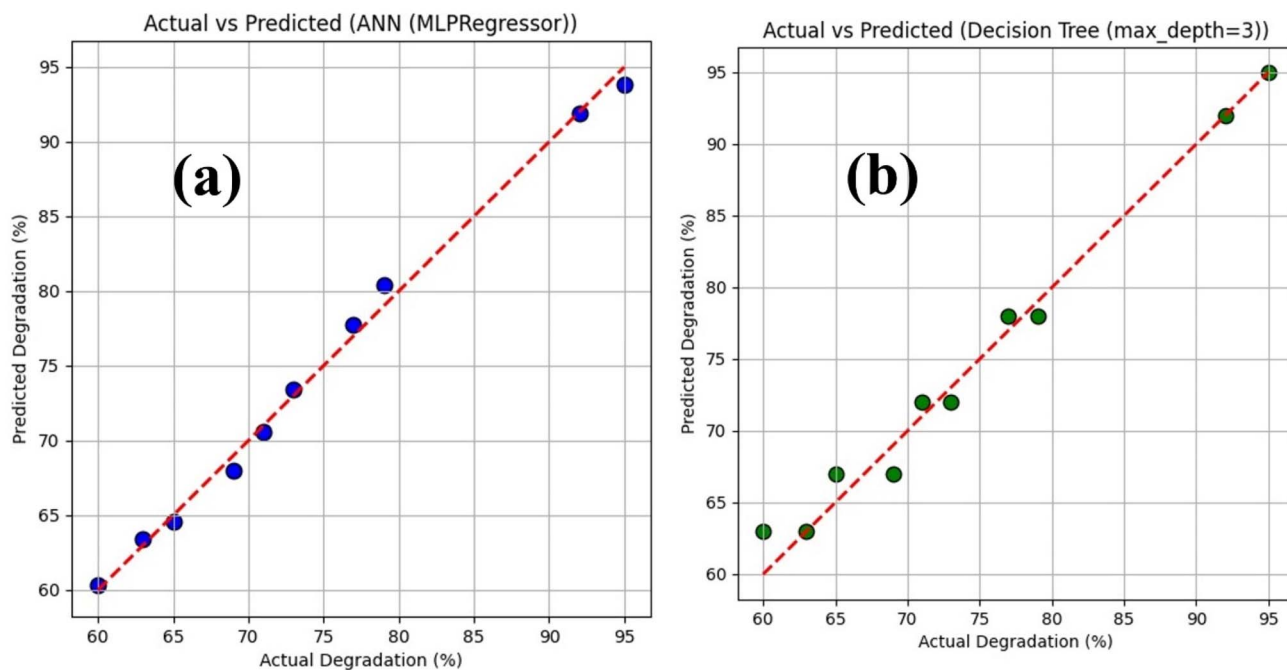 Actual vs Predicted (ANN (MLPRegressor))
(a)
Predicted Degradation (%)
95
90
85
80
75
70
65
60
60 65 70 75 80 85 90 95
Actual Degradation (%)
Actual vs Predicted (Decision Tree (max_depth=3))
(b)
Predicted Degradation (%)
95
90
85
80
75
70
65
60
60 65 70 75 80 85 90 95
Actual Degradation (%)